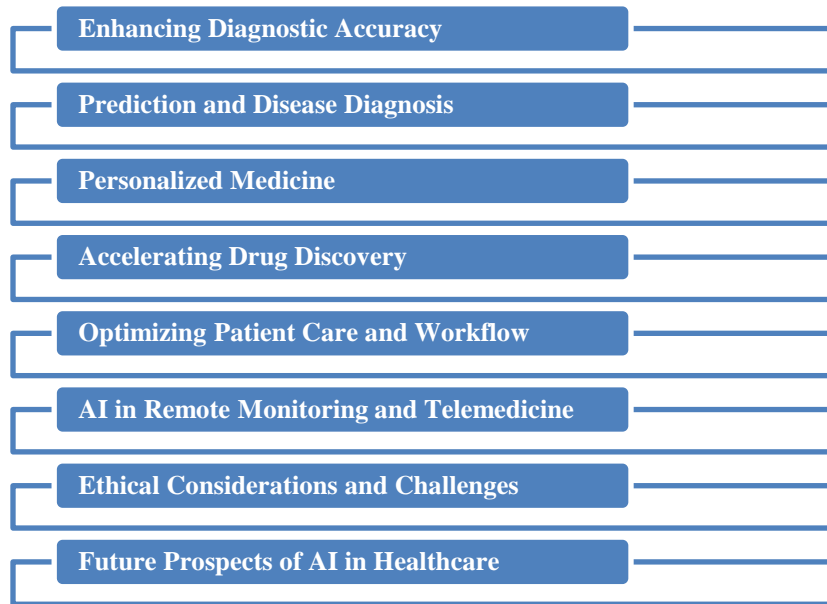 Enhancing Diagnostic Accuracy
Prediction and Disease Diagnosis
Personalized Medicine
Accelerating Drug Discovery
Optimizing Patient Care and Workflow
AI in Remote Monitoring and Telemedicine
Ethical Considerations and Challenges
Future Prospects of AI in Healthcare